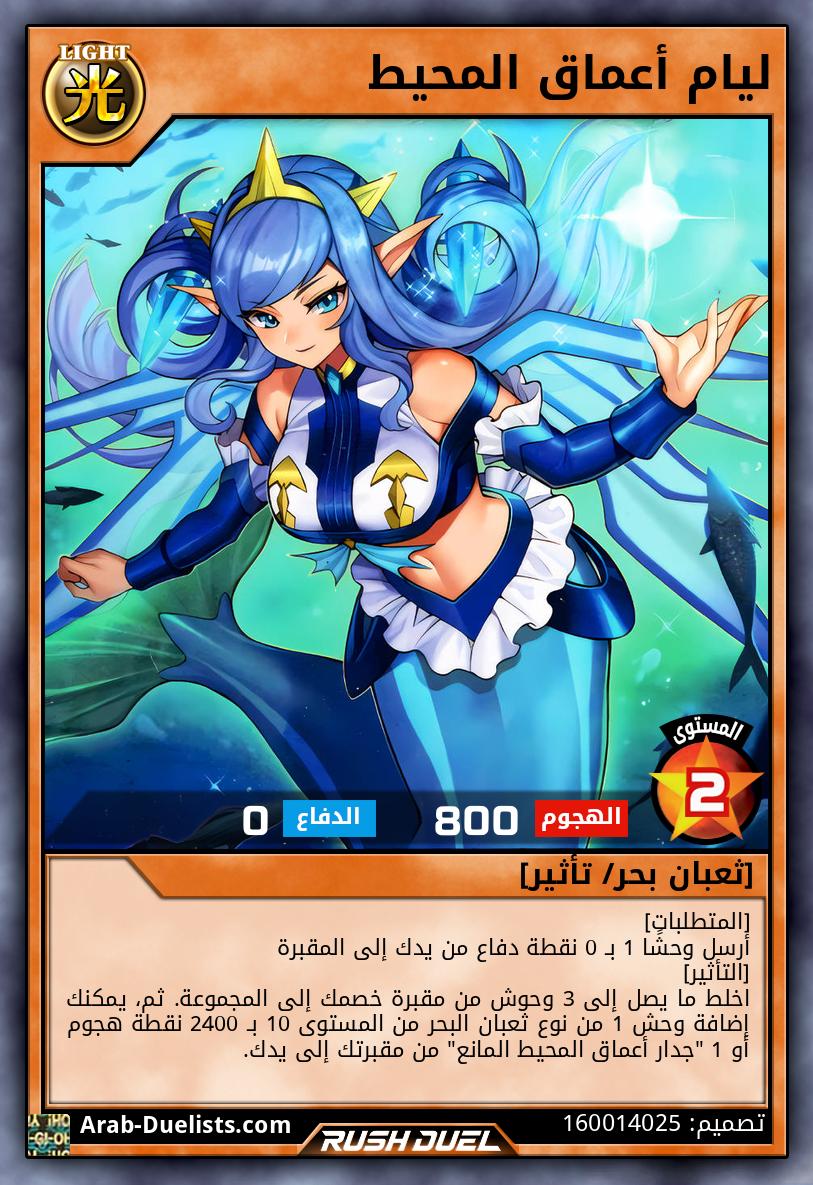 ليام أعماق المحيط
LIGHT
光
المستوى
2
الهجوم 800 الدفاع 0
[ثعبان بحر/ تأثير]
[المتطلبات]
أرسل وحشًا 1 بـ 0 نقطة دفاع من يدك إلى المقبرة
[التأثير]
اخلط ما يصل إلى 3 وحوش من مقبرة خصمك إلى المجموعة. ثم، يمكنك
إضافة وحش 1 من نوع ثعبان البحر من المستوى 10 بـ 2400 نقطة هجوم
أو 1 "جدار أعماق المحيط المانع" من مقبرتك إلى يدك.
تصميم: 160014025
RUSH DUEL
Arab-Duelists.com